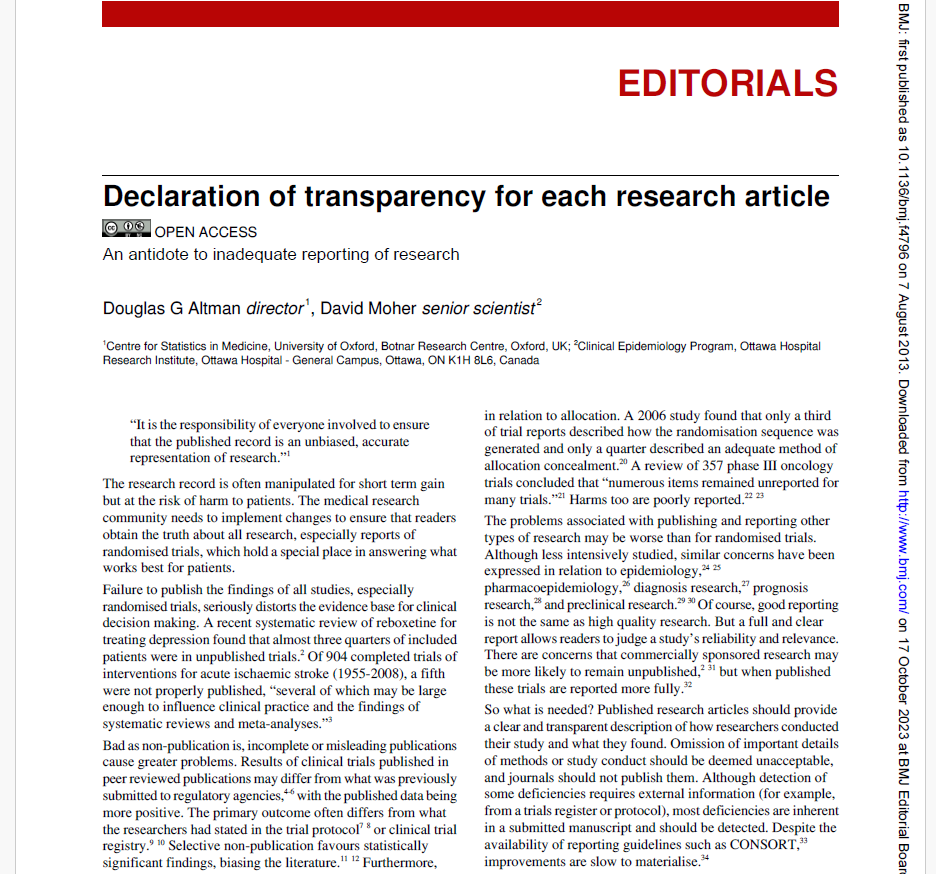 EDITORIALS
Declaration of transparency for each research article
cc BY NC OPEN ACCESS
An antidote to inadequate reporting of research
Douglas G Altman director1, David Moher senior scientist2
1Centre for Statistics in Medicine, University of Oxford, Botnar Research Centre, Oxford, UK; 2Clinical Epidemiology Program, Ottawa Hospital
Research Institute, Ottawa Hospital - General Campus, Ottawa, ON K1H 8L6, Canada
“It is the responsibility of everyone involved to ensure
that the published record is an unbiased, accurate
representation of research.”1
The research record is often manipulated for short term gain
but at the risk of harm to patients. The medical research
community needs to implement changes to ensure that readers
obtain the truth about all research, especially reports of
randomised trials, which hold a special place in answering what
works best for patients.
Failure to publish the findings of all studies, especially
randomised trials, seriously distorts the evidence base for clinical
decision making. A recent systematic review of reboxetine for
treating depression found that almost three quarters of included
patients were in unpublished trials.2 Of 904 completed trials of
interventions for acute ischaemic stroke (1955-2008), a fifth
were not properly published, “several of which may be large
enough to influence clinical practice and the findings of
systematic reviews and meta-analyses.”3
Bad as non-publication is, incomplete or misleading publications
cause greater problems. Results of clinical trials published in
peer reviewed publications may differ from what was previously
submitted to regulatory agencies,4-6 with the published data being
more positive. The primary outcome often differs from what
the researchers had stated in the trial protocol7 8 or clinical trial
registry.9 10 Selective non-publication favours statistically
significant findings, biasing the literature.11 12 Furthermore,
in relation to allocation. A 2006 study found that only a third
of trial reports described how the randomisation sequence was
generated and only a quarter described an adequate method of
allocation concealment.20 A review of 357 phase III oncology
trials concluded that “numerous items remained unreported for
many trials.”21 Harms too are poorly reported.22 23
The problems associated with publishing and reporting other
types of research may be worse than for randomised trials.
Although less intensively studied, similar concerns have been
expressed in relation to epidemiology,24 25
pharmacoepidemiology,26 diagnosis research,27 prognosis
research,28 and preclinical research.29 30 Of course, good reporting
is not the same as high quality research. But a full and clear
report allows readers to judge a study’s reliability and relevance.
There are concerns that commercially sponsored research may
be more likely to remain unpublished,2 31 but when published
these trials are reported more fully.32
So what is needed? Published research articles should provide
a clear and transparent description of how researchers conducted
their study and what they found. Omission of important details
of methods or study conduct should be deemed unacceptable,
and journals should not publish them. Although detection of
some deficiencies requires external information (for example,
from a trials register or protocol), most deficiencies are inherent
in a submitted manuscript and should be detected. Despite the
availability of reporting guidelines such as CONSORT,33
improvements are slow to materialise.34
BMJ: first published as 10.1136/bmj.f4796 on 7 August 2013. Downloaded from http://www.bmj.com/ on 17 October 2023 at BMJ Editorial Boar